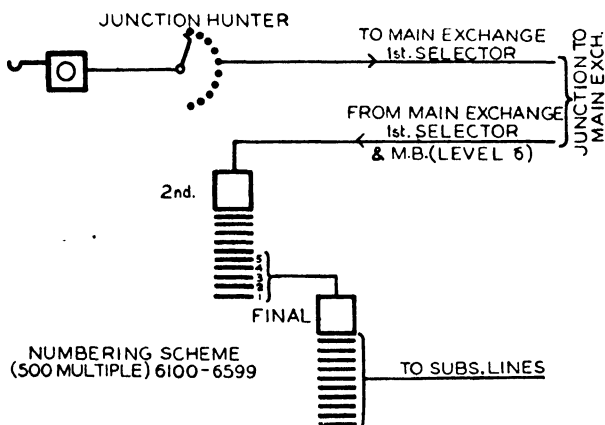 JUNCTION HUNTER
TO MAIN EXCHANGE
1st. SELECTOR
JUNCTION TO
MAIN EXCH.
FROM MAIN EXCHANGE
1st. SELECTOR
& M.B. (LEVEL 6)
2nd.
5
4
3
2
1
FINAL
NUMBERING SCHEME
(500 MULTIPLE) 6100-6599
TO SUBS. LINES